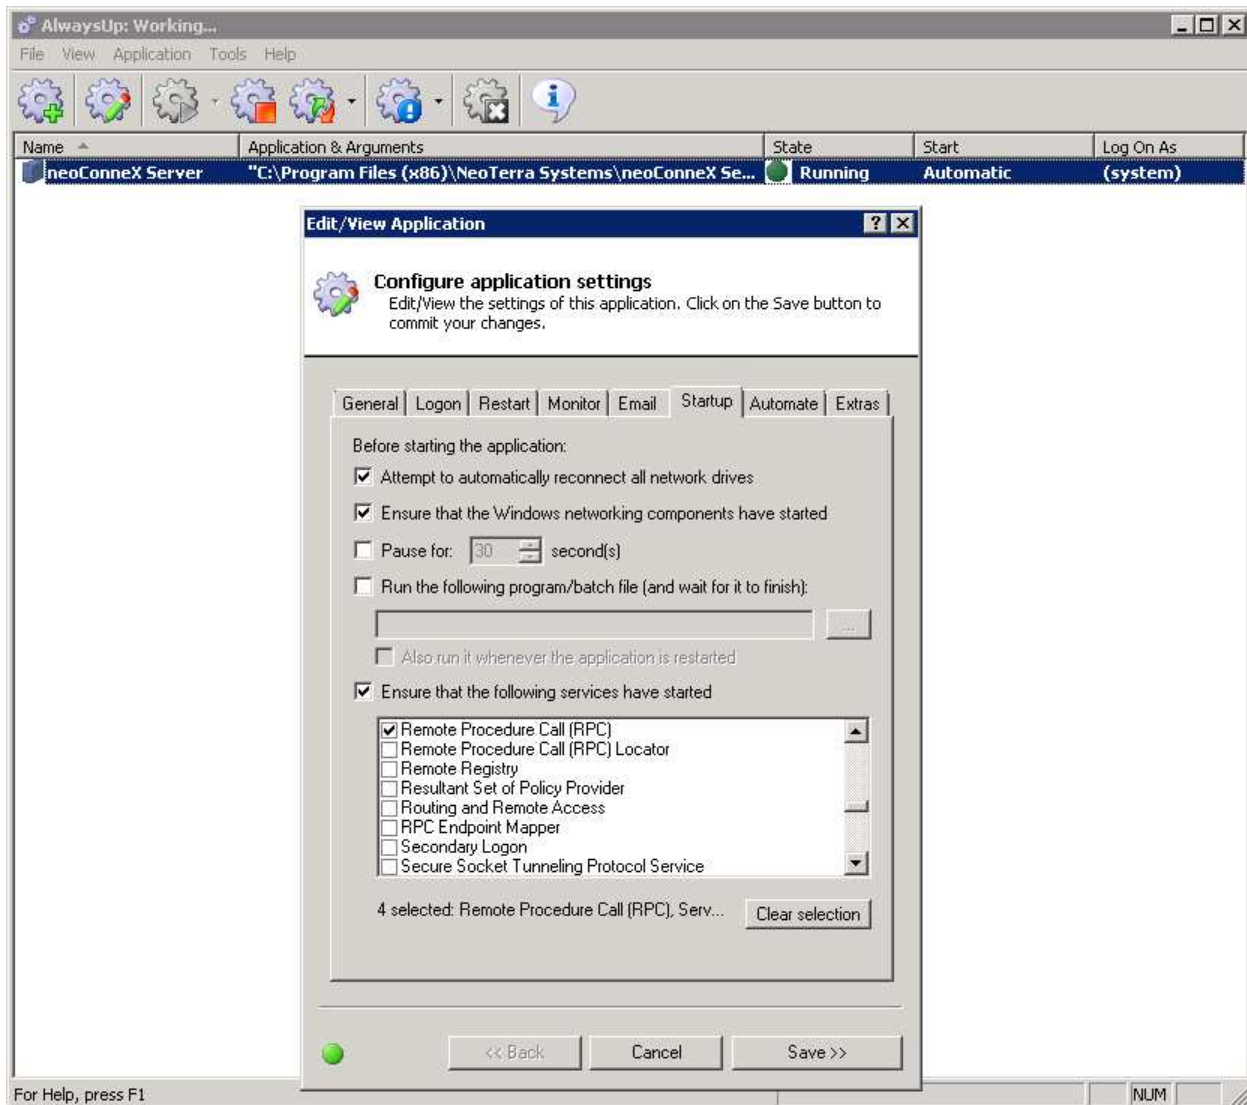 AlwaysUp: Working...
File View Application Tools Help
Name Application & Arguments State Start Log On As
neoConneX Server "C:\Program Files (x86)\NeoTerra Systems\neoConneX Se... Running Automatic (system)
Edit/View Application
Configure application settings
Edit/View the settings of this application. Click on the Save button to
commit your changes.
General Logon Restart Monitor Email Startup Automate Extras
Before starting the application:
Attempt to automatically reconnect all network drives
Ensure that the Windows networking components have started
Pause for: 30 second(s)
Run the following program/batch file (and wait for it to finish):
...
Also run it whenever the application is restarted
Ensure that the following services have started
Remote Procedure Call (RPC)
Remote Procedure Call (RPC) Locator
Remote Registry
Resultant Set of Policy Provider
Routing and Remote Access
RPC Endpoint Mapper
Secondary Logon
Secure Socket Tunneling Protocol Service
4 selected: Remote Procedure Call (RPC), Serv... Clear selection
<< Back Cancel Save >>
For Help, press F1 NUM